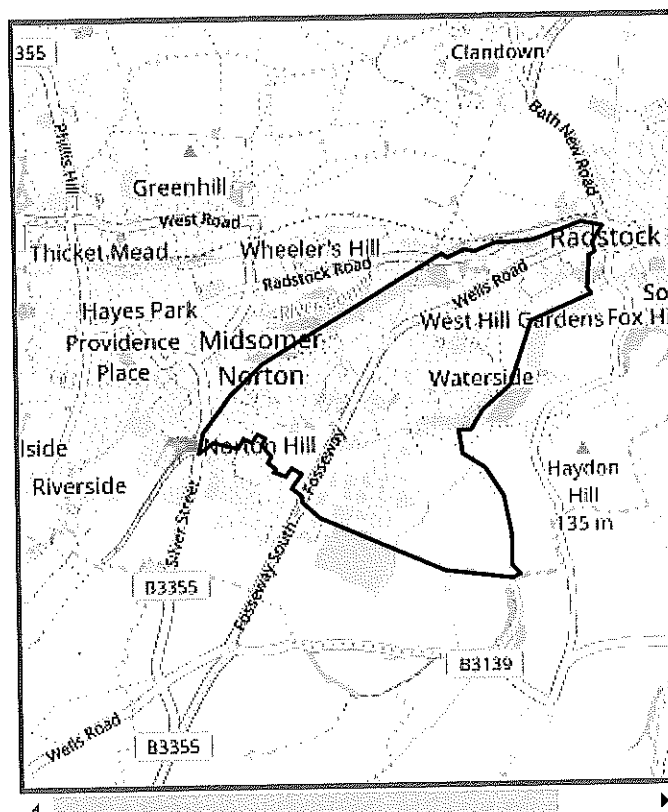 355
Clandown
Phyllis Hill
Bath New Road
Greenhill
West Road
Thicket Mead
Wheeler's Hill
Radstock
Radstock Road
Wells Road
So
Hayes Park
West Hill Gardens
Fox H
Providence
Place
Midsomer
Norton
Waterside
Norton Hill
lside
Riverside
Fosseway
Haydon
Hill
135 m
Silver Street
Fosseway South
B3355
B3139
Wells Road
B3355